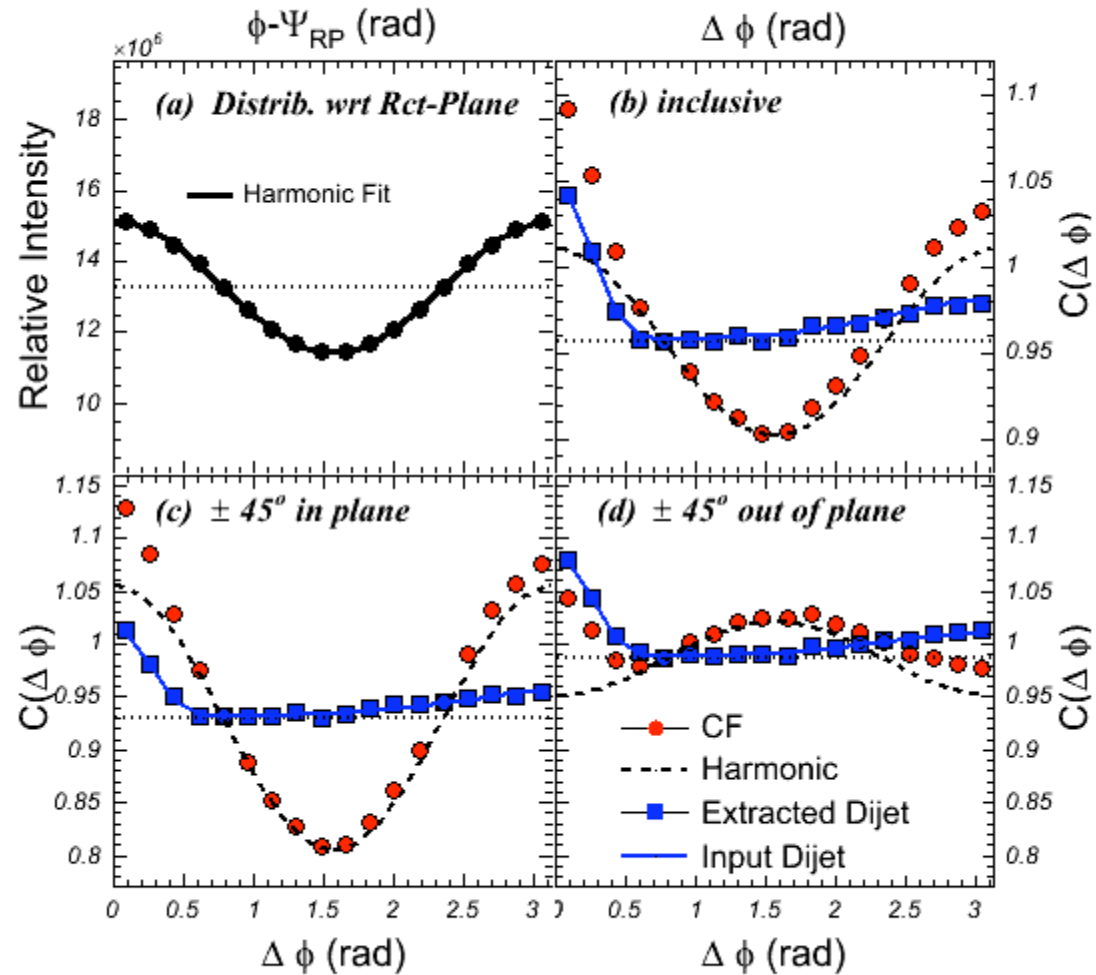 ϕ-Ψ_RP (rad)
Δ ϕ (rad)
×10^6
(a) Distrib. wrt Rct-Plane
(b) inclusive
Harmonic Fit
Relative Intensity
18
16
14
12
10
1.1
1.05
1
0.95
0.9
C(Δ ϕ)
(c) ± 45° in plane
(d) ± 45° out of plane
C(Δ ϕ)
1.15
1.1
1.05
1
0.95
0.9
0.85
0.8
1.15
1.1
1.05
1
0.95
0.9
0.85
0.8
C(Δ ϕ)
CF
Harmonic
Extracted Dijet
Input Dijet
0 0.5 1 1.5 2 2.5 3
0.5 1 1.5 2 2.5 3
Δ ϕ (rad)
Δ ϕ (rad)